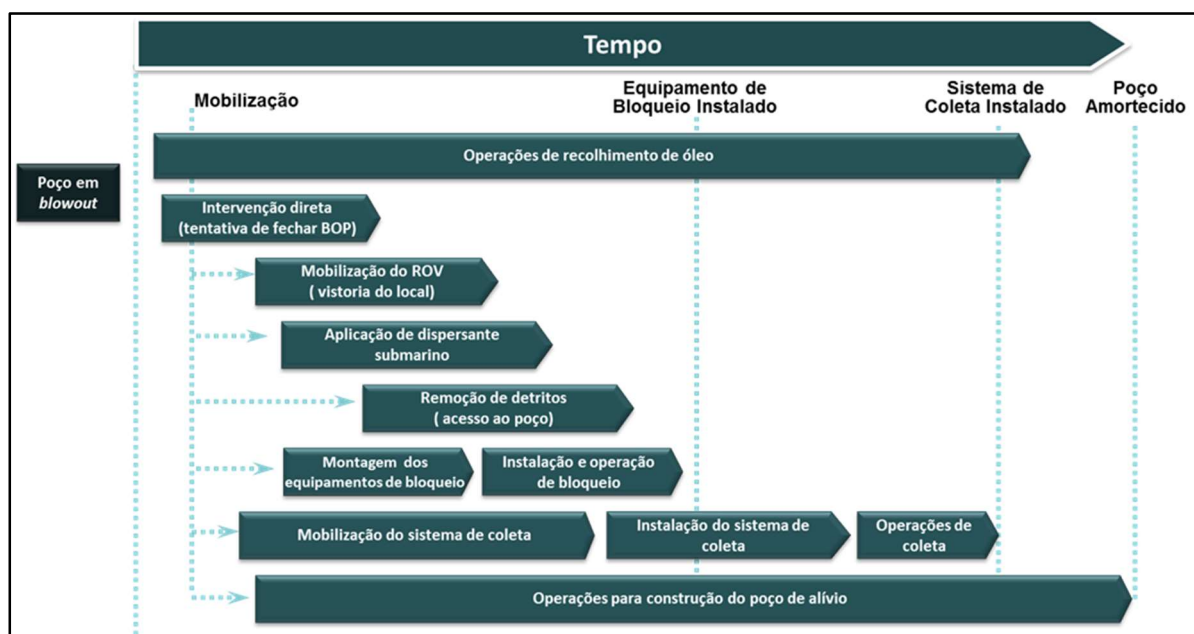 Tempo
Mobilização
Equipamento de
Bloqueio Instalado
Sistema de
Coleta Instalado
Poço
Amortecido
Operações de recolhimento de óleo
Poço em
blowout
Intervenção direta
(tentativa de fechar BOP)
Mobilização do ROV
( vistoria do local)
Aplicação de dispersante
submarino
Remoção de detritos
( acesso ao poço)
Montagem dos
equipamentos de bloqueio
Instalação e operação
de bloqueio
Mobilização do sistema de coleta
Instalação do sistema de
coleta
Operações de
coleta
Operações para construção do poço de alívio